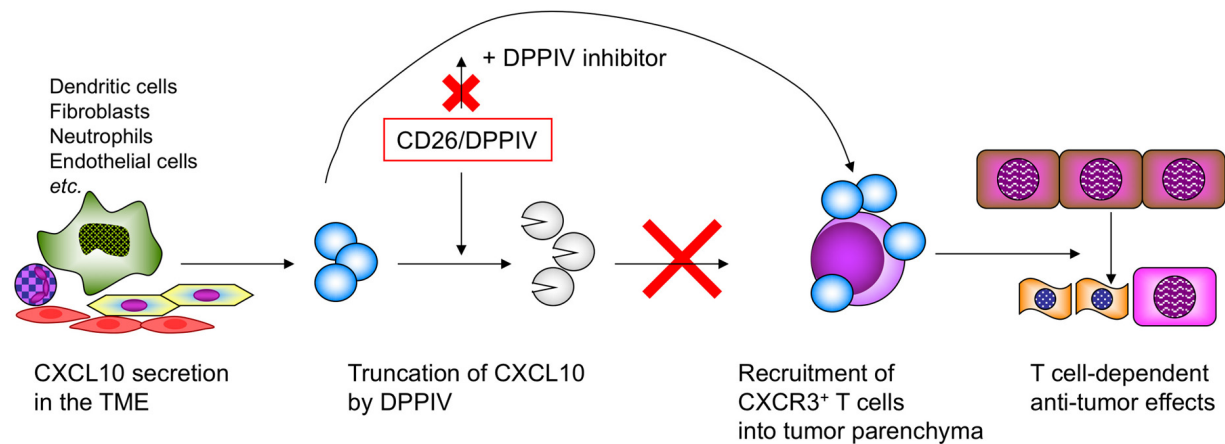 Dendritic cells
Fibroblasts
Neutrophils
Endothelial cells
etc.
+ DPPIV inhibitor
CD26/DPPIV
CXCL10 secretion
in the TME
Truncation of CXCL10
by DPPIV
Recruitment of
CXCR3⁺ T cells
into tumor parenchyma
T cell-dependent
anti-tumor effects